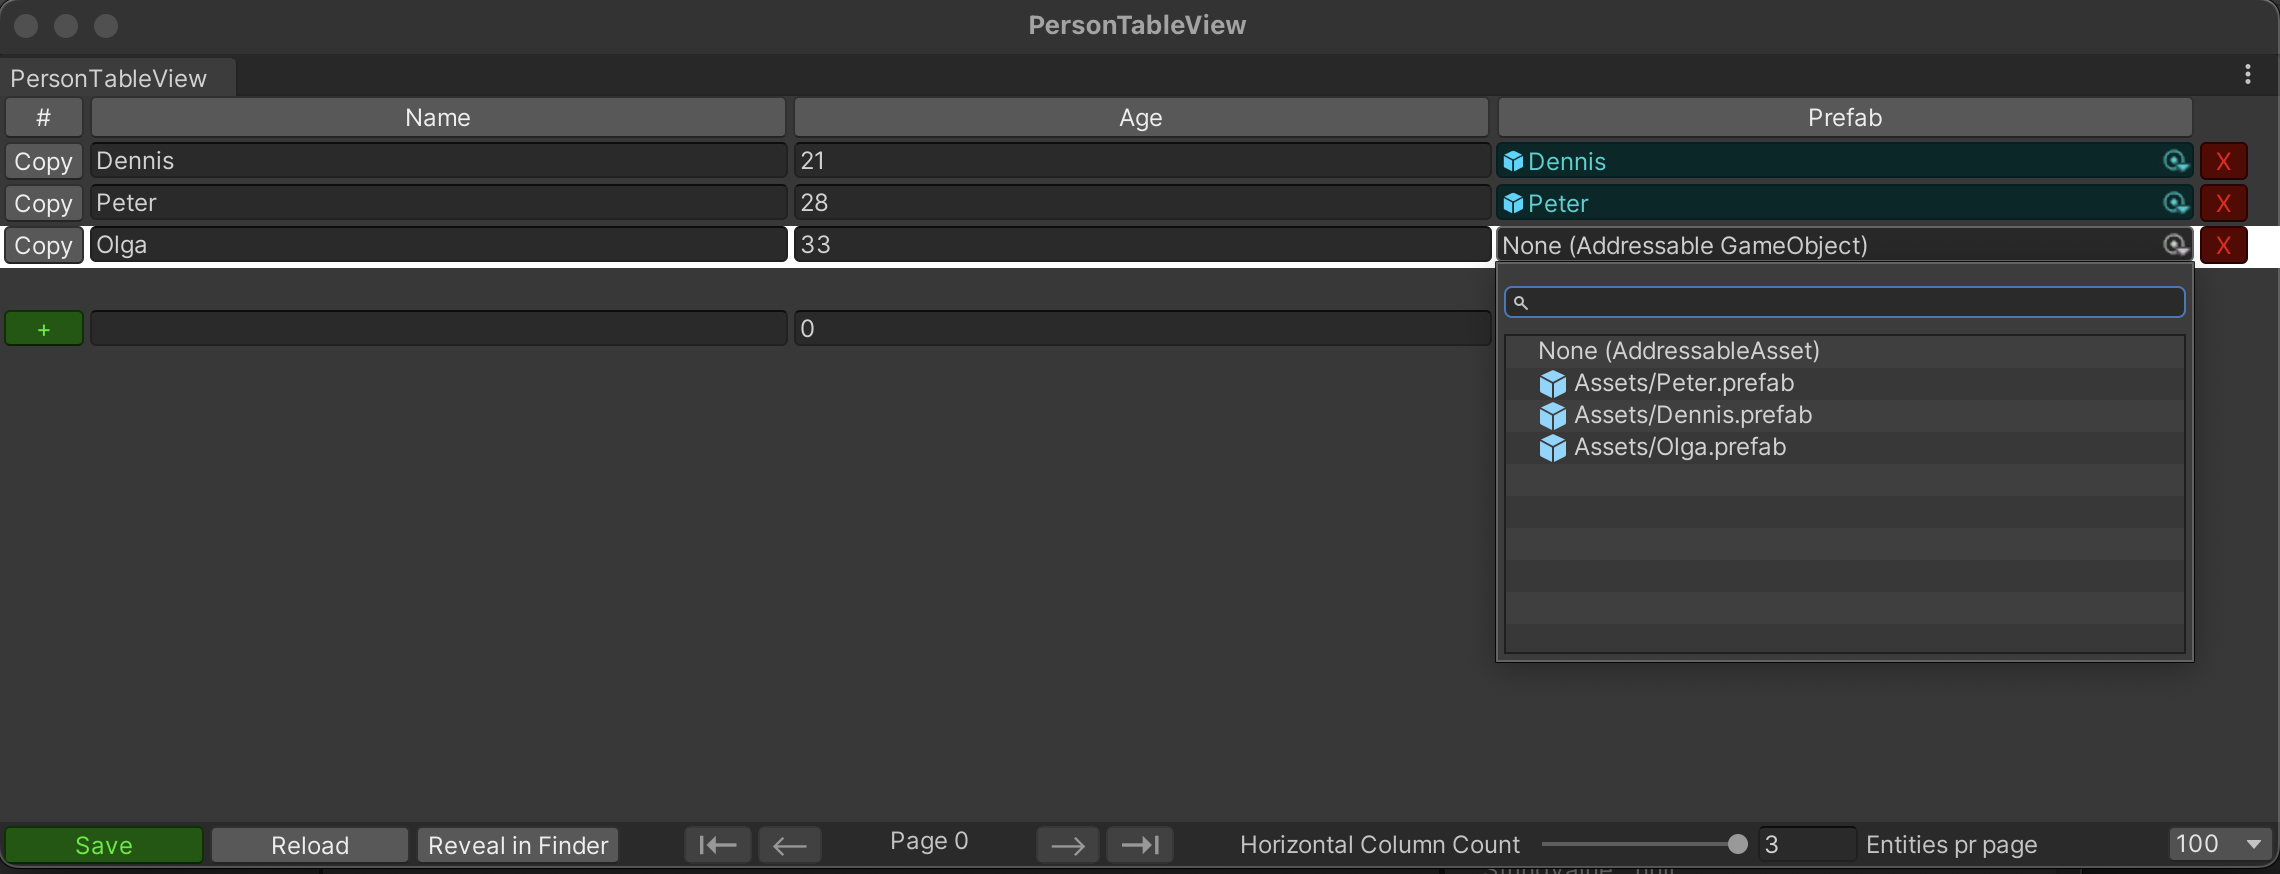 PersonTableView
PersonTableView
# Name Age Prefab
Copy Dennis 21 Dennis X
Copy Peter 28 Peter X
Copy Olga 33 None (Addressable GameObject) X
+ 0
None (AddressableAsset)
Assets/Peter.prefab
Assets/Dennis.prefab
Assets/Olga.prefab
Save Reload Reveal in Finder Page 0 Horizontal Column Count 3 Entities pr page 100